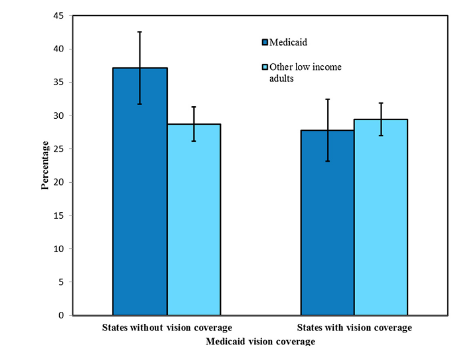 45
40
35
30
25
20
15
10
5
0
Percentage
Medicaid
Other low income
adults
States without vision coverage
States with vision coverage
Medicaid vision coverage